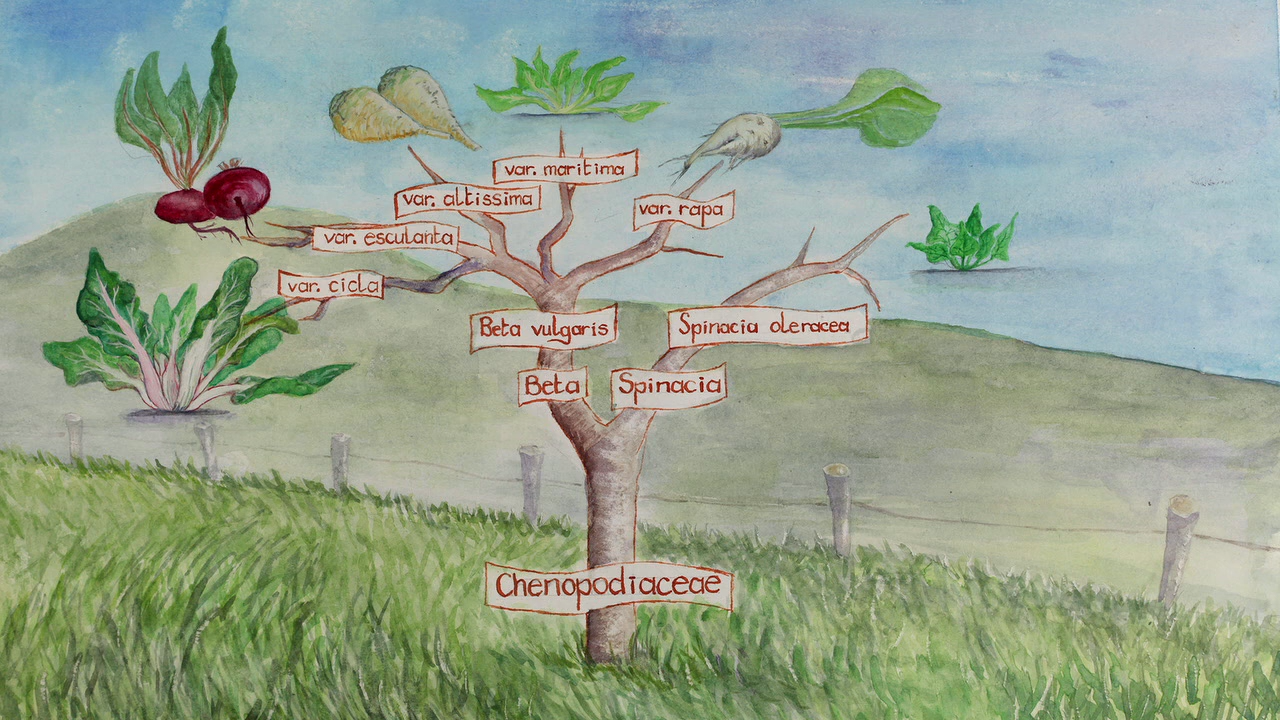 var. maritima
var. altissima
var. rapa
var. esculanta
var. cicla
Beta vulgaris
Spinacia oleracea
Beta
Spinacia
Chenopodiaceae